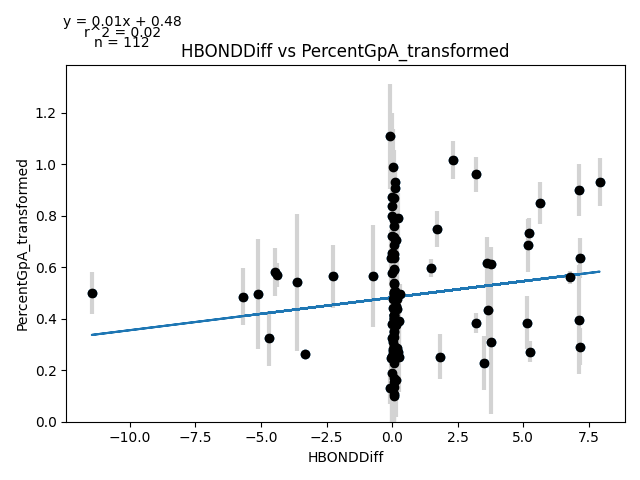 y = 0.01x + 0.48
r^2 = 0.02
n = 112
HBONDDiff vs PercentGpA_transformed
PercentGpA_transformed
1.2
1.0
0.8
0.6
0.4
0.2
0.0
−10.0 −7.5 −5.0 −2.5 0.0 2.5 5.0 7.5
HBONDDiff